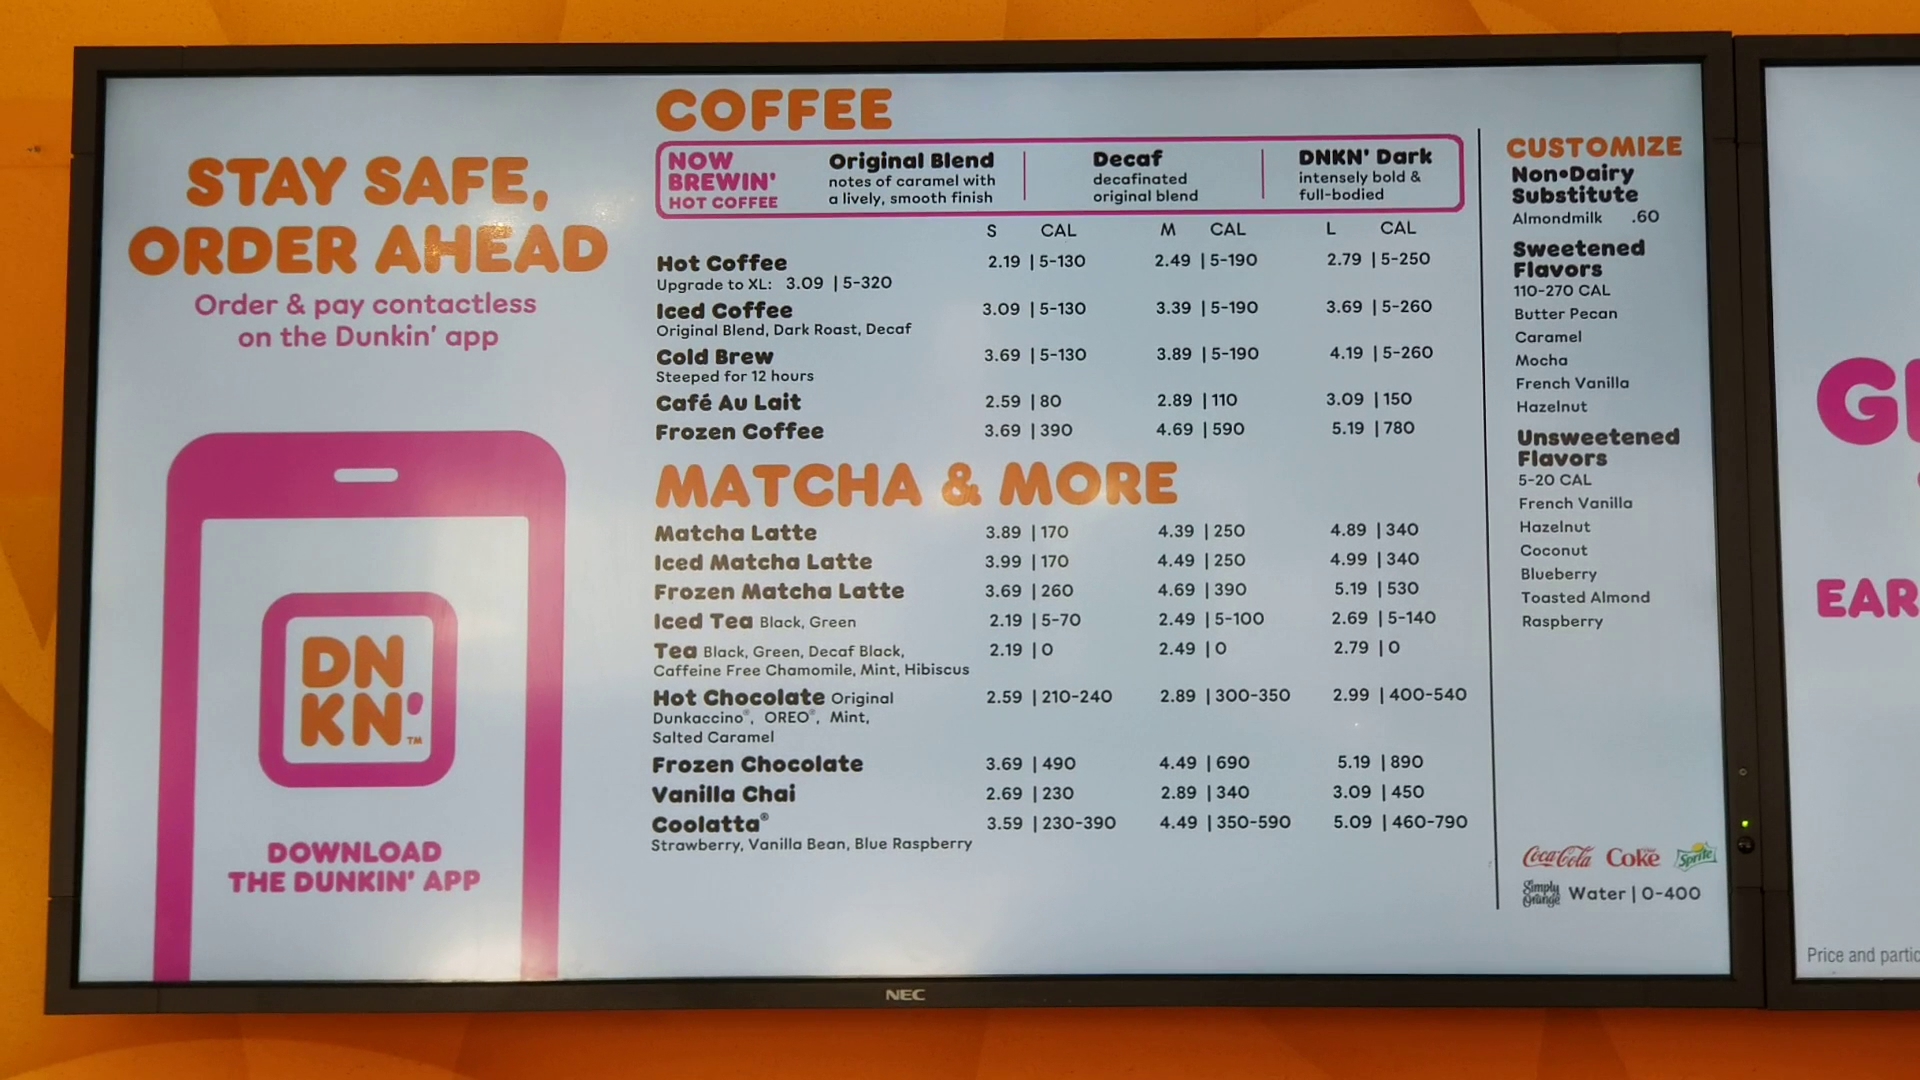 STAY SAFE,
ORDER AHEAD
Order & pay contactless
on the Dunkin' app
DN
KN'™
DOWNLOAD
THE DUNKIN' APP
COFFEE
NOW
BREWIN'
HOT COFFEE
Original Blend
notes of caramel with
a lively, smooth finish
Decaf
decafinated
original blend
DNKN' Dark
intensely bold &
full-bodied
S CAL M CAL L CAL
Hot Coffee 2.19 | 5-130 2.49 | 5-190 2.79 | 5-250
Upgrade to XL: 3.09 | 5-320
Iced Coffee 3.09 | 5-130 3.39 | 5-190 3.69 | 5-260
Original Blend, Dark Roast, Decaf
Cold Brew 3.69 | 5-130 3.89 | 5-190 4.19 | 5-260
Steeped for 12 hours
Café Au Lait 2.59 | 80 2.89 | 110 3.09 | 150
Frozen Coffee 3.69 | 390 4.69 | 590 5.19 | 780
MATCHA & MORE
Matcha Latte 3.89 | 170 4.39 | 250 4.89 | 340
Iced Matcha Latte 3.99 | 170 4.49 | 250 4.99 | 340
Frozen Matcha Latte 3.69 | 260 4.69 | 390 5.19 | 530
Iced Tea Black, Green 2.19 | 5-70 2.49 | 5-100 2.69 | 5-140
Tea Black, Green, Decaf Black, 2.19 | 0 2.49 | 0 2.79 | 0
Caffeine Free Chamomile, Mint, Hibiscus
Hot Chocolate Original 2.59 | 210-240 2.89 | 300-350 2.99 | 400-540
Dunkaccino®, OREO®, Mint,
Salted Caramel
Frozen Chocolate 3.69 | 490 4.49 | 690 5.19 | 890
Vanilla Chai 2.69 | 230 2.89 | 340 3.09 | 450
Coolatta® 3.59 | 230-390 4.49 | 350-590 5.09 | 460-790
Strawberry, Vanilla Bean, Blue Raspberry
CUSTOMIZE
Non•Dairy
Substitute
Almondmilk .60
Sweetened
Flavors
110-270 CAL
Butter Pecan
Caramel
Mocha
French Vanilla
Hazelnut
Unsweetened
Flavors
5-20 CAL
French Vanilla
Hazelnut
Coconut
Blueberry
Toasted Almond
Raspberry
Coca-Cola Coke Sprite
Simply Orange Water | 0-400
NEC
EAR
Price and partic